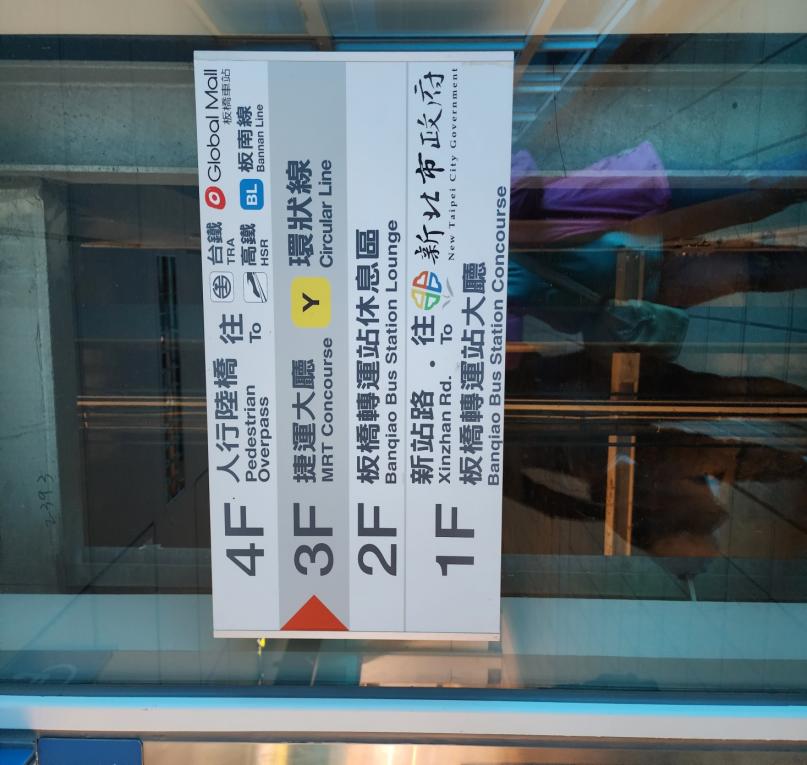 4F 人行陸橋 往 台鐵 Global Mall
Pedestrian To TRA 板橋車站
Overpass 高鐵 BL 板南線
HSR Bannan Line
3F 捷運大廳 Y 環狀線
MRT Concourse Circular Line
2F 板橋轉運站休息區
Banqiao Bus Station Lounge
1F 新站路・往 新北市政府
Xinzhan Rd. To New Taipei City Government
板橋轉運站大廳
Banqiao Bus Station Concourse
2393